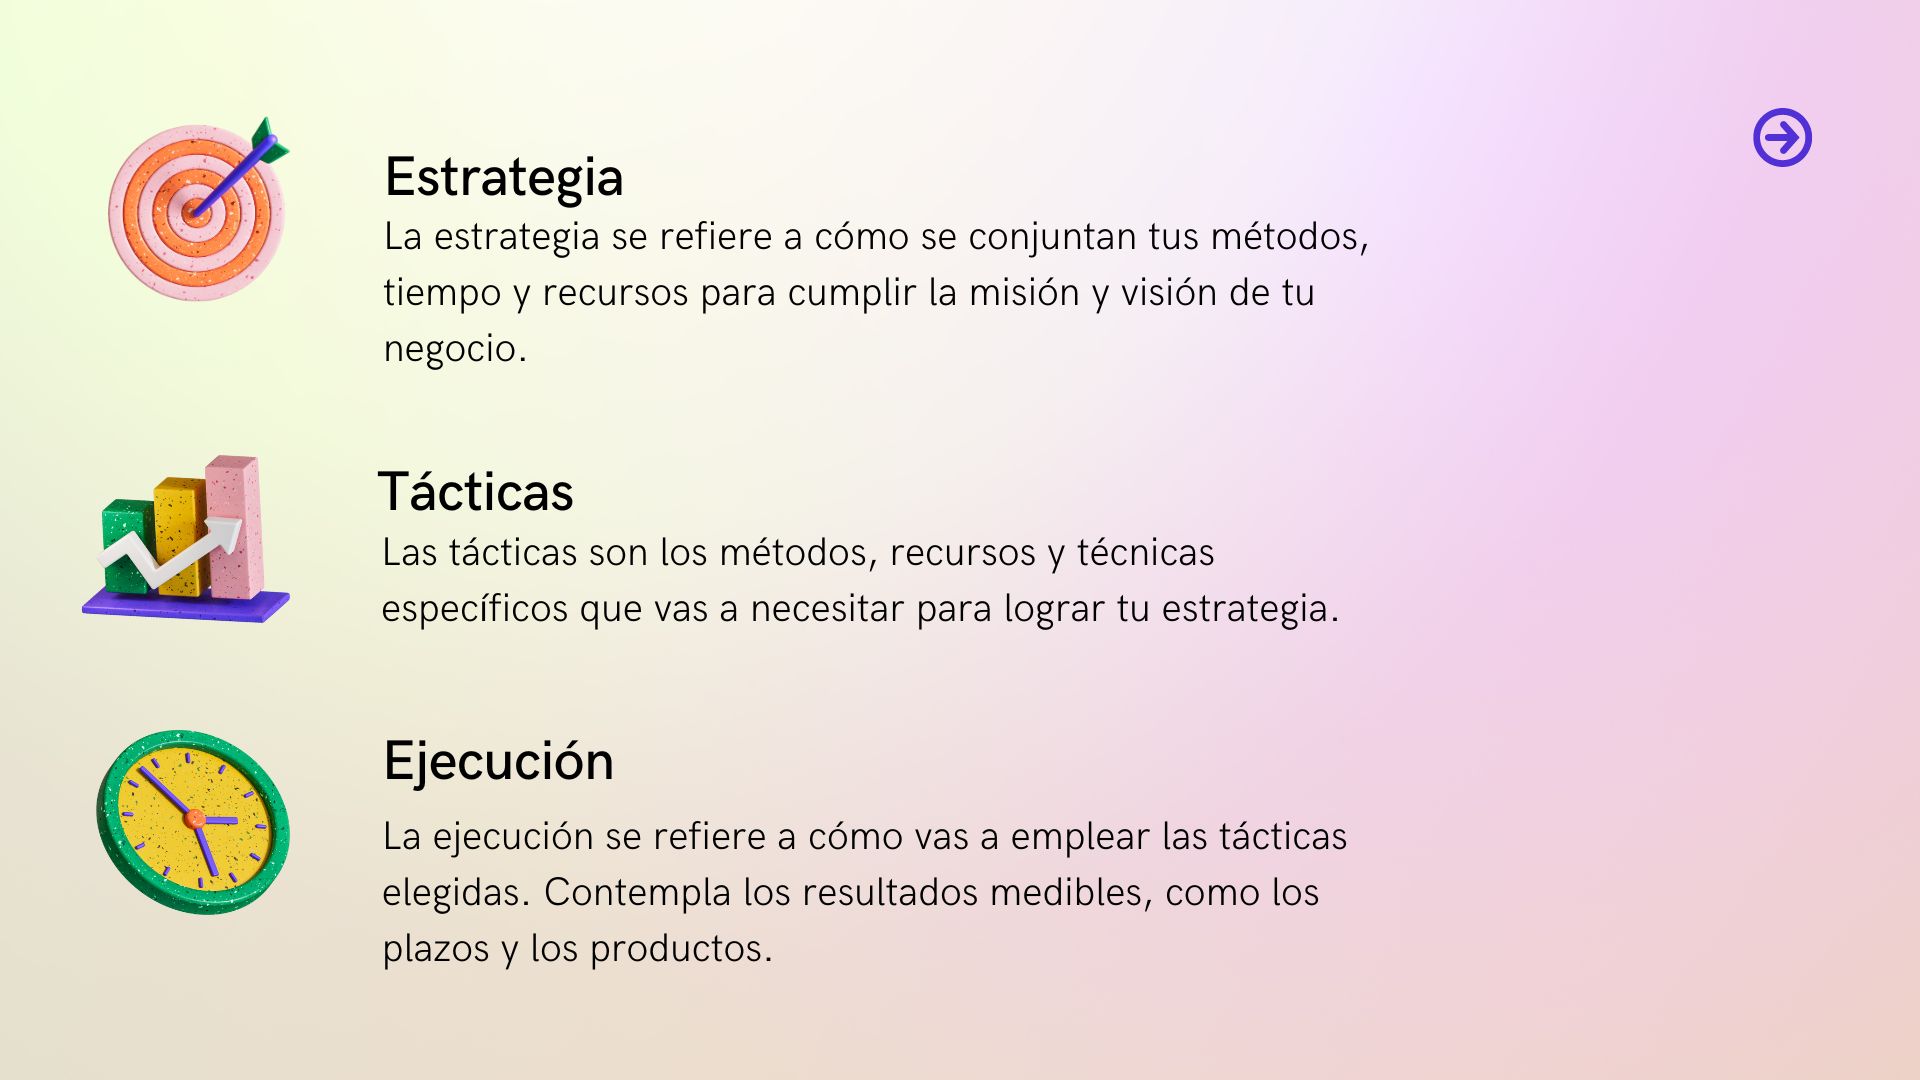 Estrategia
La estrategia se refiere a cómo se conjuntan tus métodos,
tiempo y recursos para cumplir la misión y visión de tu
negocio.
Tácticas
Las tácticas son los métodos, recursos y técnicas
específicos que vas a necesitar para lograr tu estrategia.
Ejecución
La ejecución se refiere a cómo vas a emplear las tácticas
elegidas. Contempla los resultados medibles, como los
plazos y los productos.